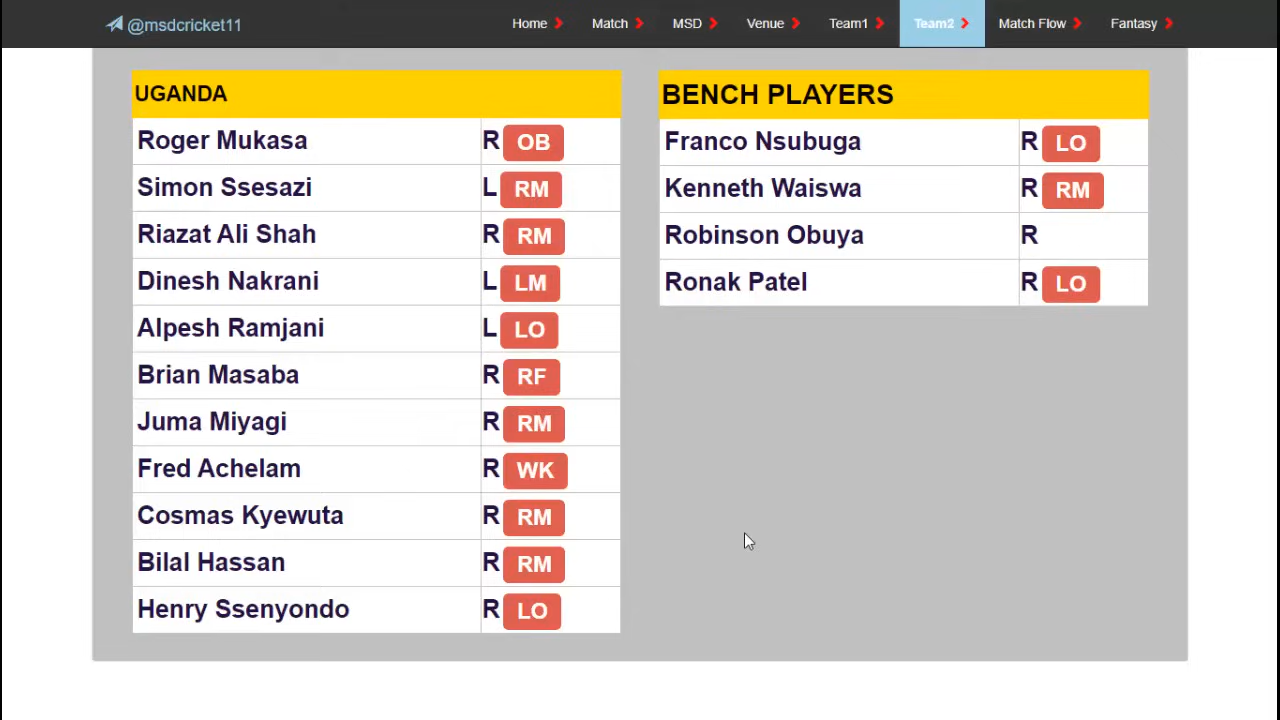 @msdcricket11 Home Match MSD Venue Team1 Team2 Match Flow Fantasy
UGANDA
Roger Mukasa R OB
Simon Ssesazi L RM
Riazat Ali Shah R RM
Dinesh Nakrani L LM
Alpesh Ramjani L LO
Brian Masaba R RF
Juma Miyagi R RM
Fred Achelam R WK
Cosmas Kyewuta R RM
Bilal Hassan R RM
Henry Ssenyondo R LO
BENCH PLAYERS
Franco Nsubuga R LO
Kenneth Waiswa R RM
Robinson Obuya R
Ronak Patel R LO